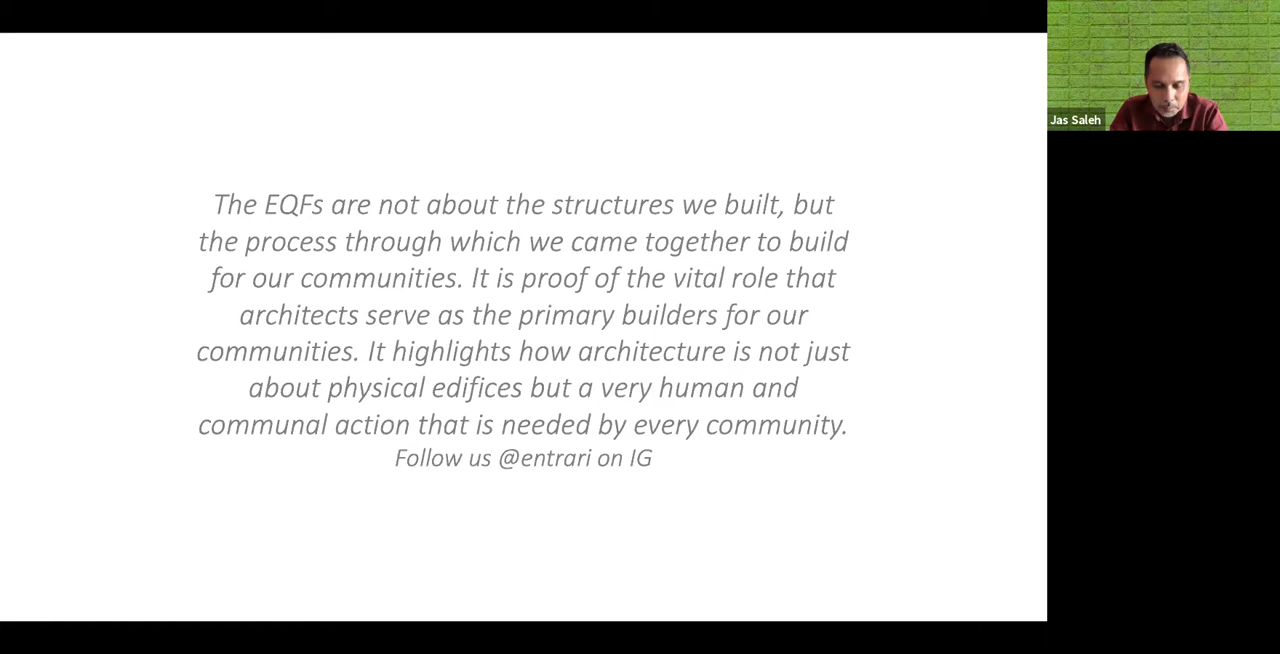 The EQFs are not about the structures we built, but
the process through which we came together to build
for our communities. It is proof of the vital role that
architects serve as the primary builders for our
communities. It highlights how architecture is not just
about physical edifices but a very human and
communal action that is needed by every community.
Follow us @entrari on IG
Jas Saleh